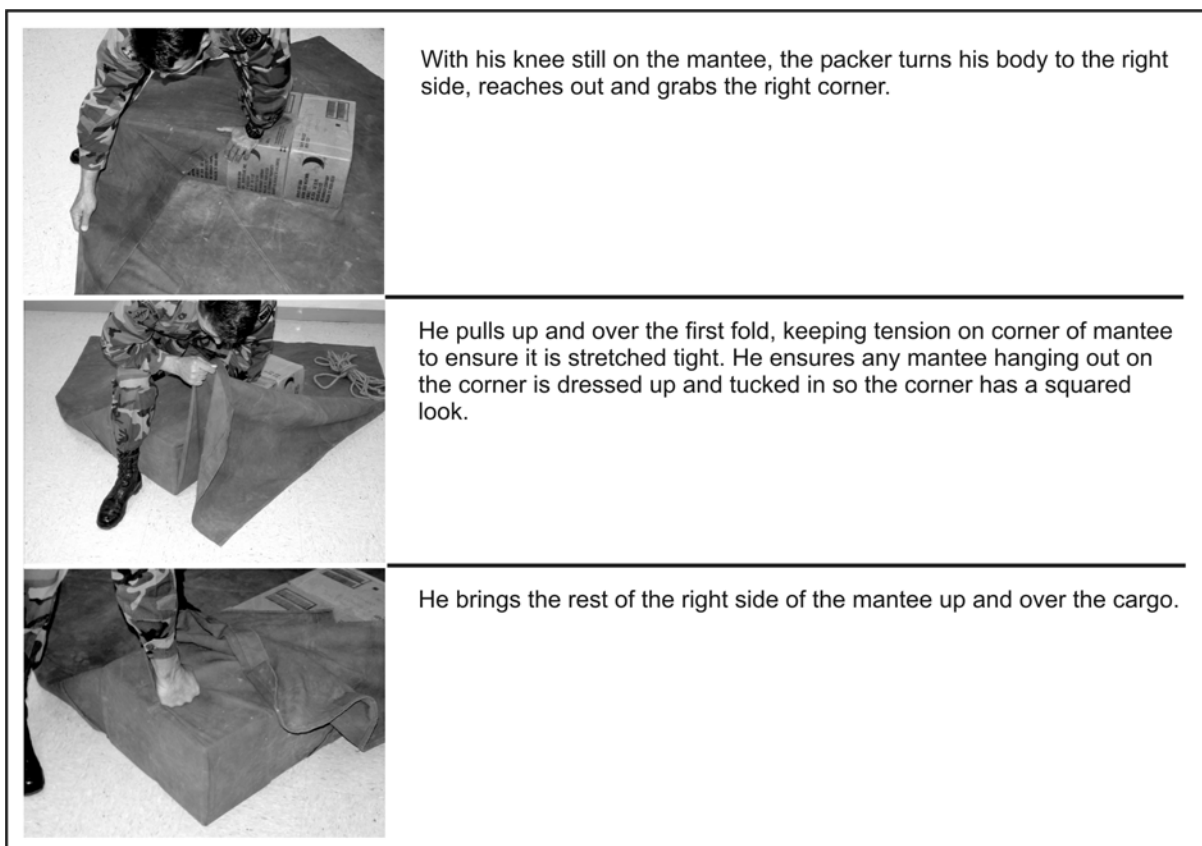 With his knee still on the mantee, the packer turns his body to the right
side, reaches out and grabs the right corner.
He pulls up and over the first fold, keeping tension on corner of mantee
to ensure it is stretched tight. He ensures any mantee hanging out on
the corner is dressed up and tucked in so the corner has a squared
look.
He brings the rest of the right side of the mantee up and over the cargo.